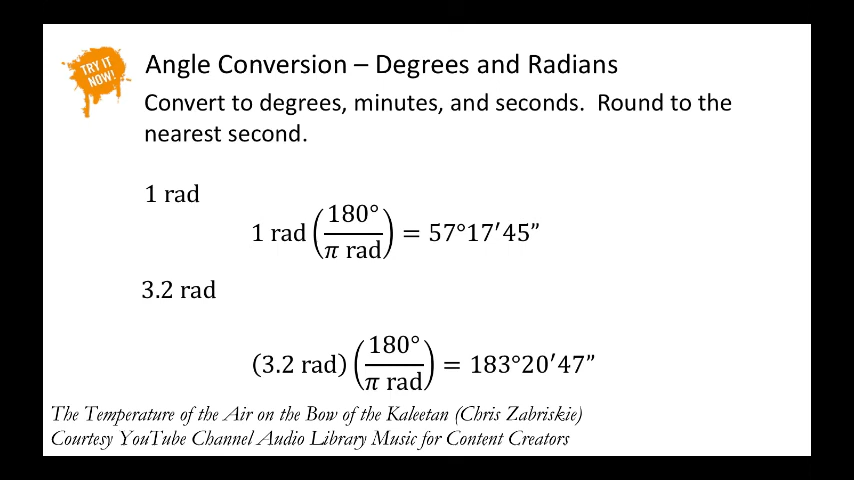 TRY IT
NOW!
Angle Conversion – Degrees and Radians
Convert to degrees, minutes, and seconds. Round to the
nearest second.
1 rad
1 rad (180°/π rad) = 57°17′45”
3.2 rad
(3.2 rad) (180°/π rad) = 183°20′47”
The Temperature of the Air on the Bow of the Kaleetan (Chris Zabriskie)
Courtesy YouTube Channel Audio Library Music for Content Creators